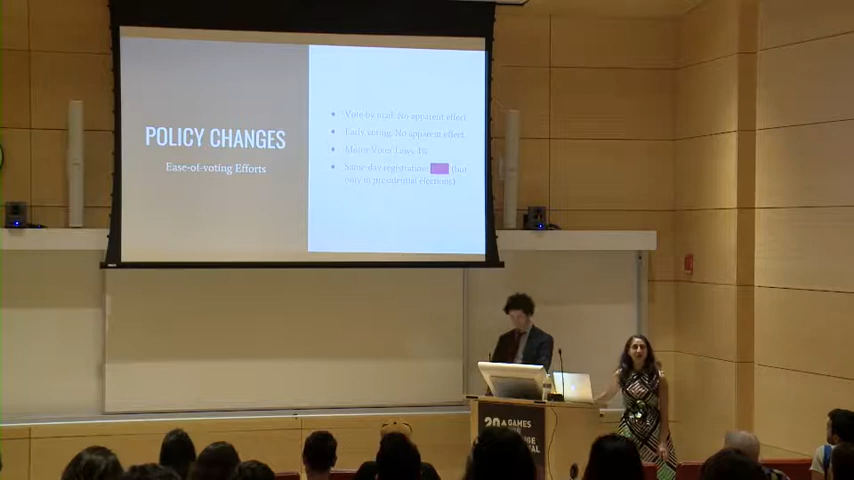 POLICY CHANGES
Ease-of-voting Efforts
Vote by mail: No apparent effect
Early voting: No apparent effect
Motor Voter Laws:
Same-day registration: (but
only in presidential elections)
GAMES